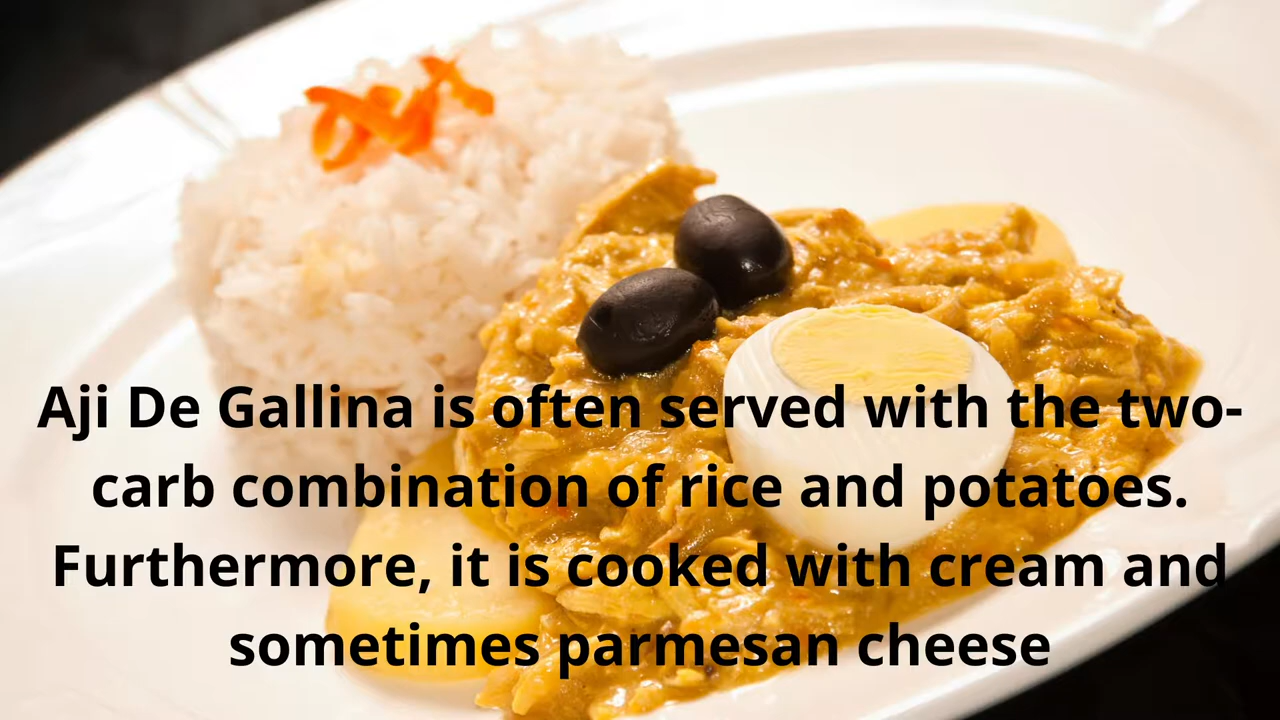 Aji De Gallina is often served with the two-
carb combination of rice and potatoes.
Furthermore, it is cooked with cream and
sometimes parmesan cheese